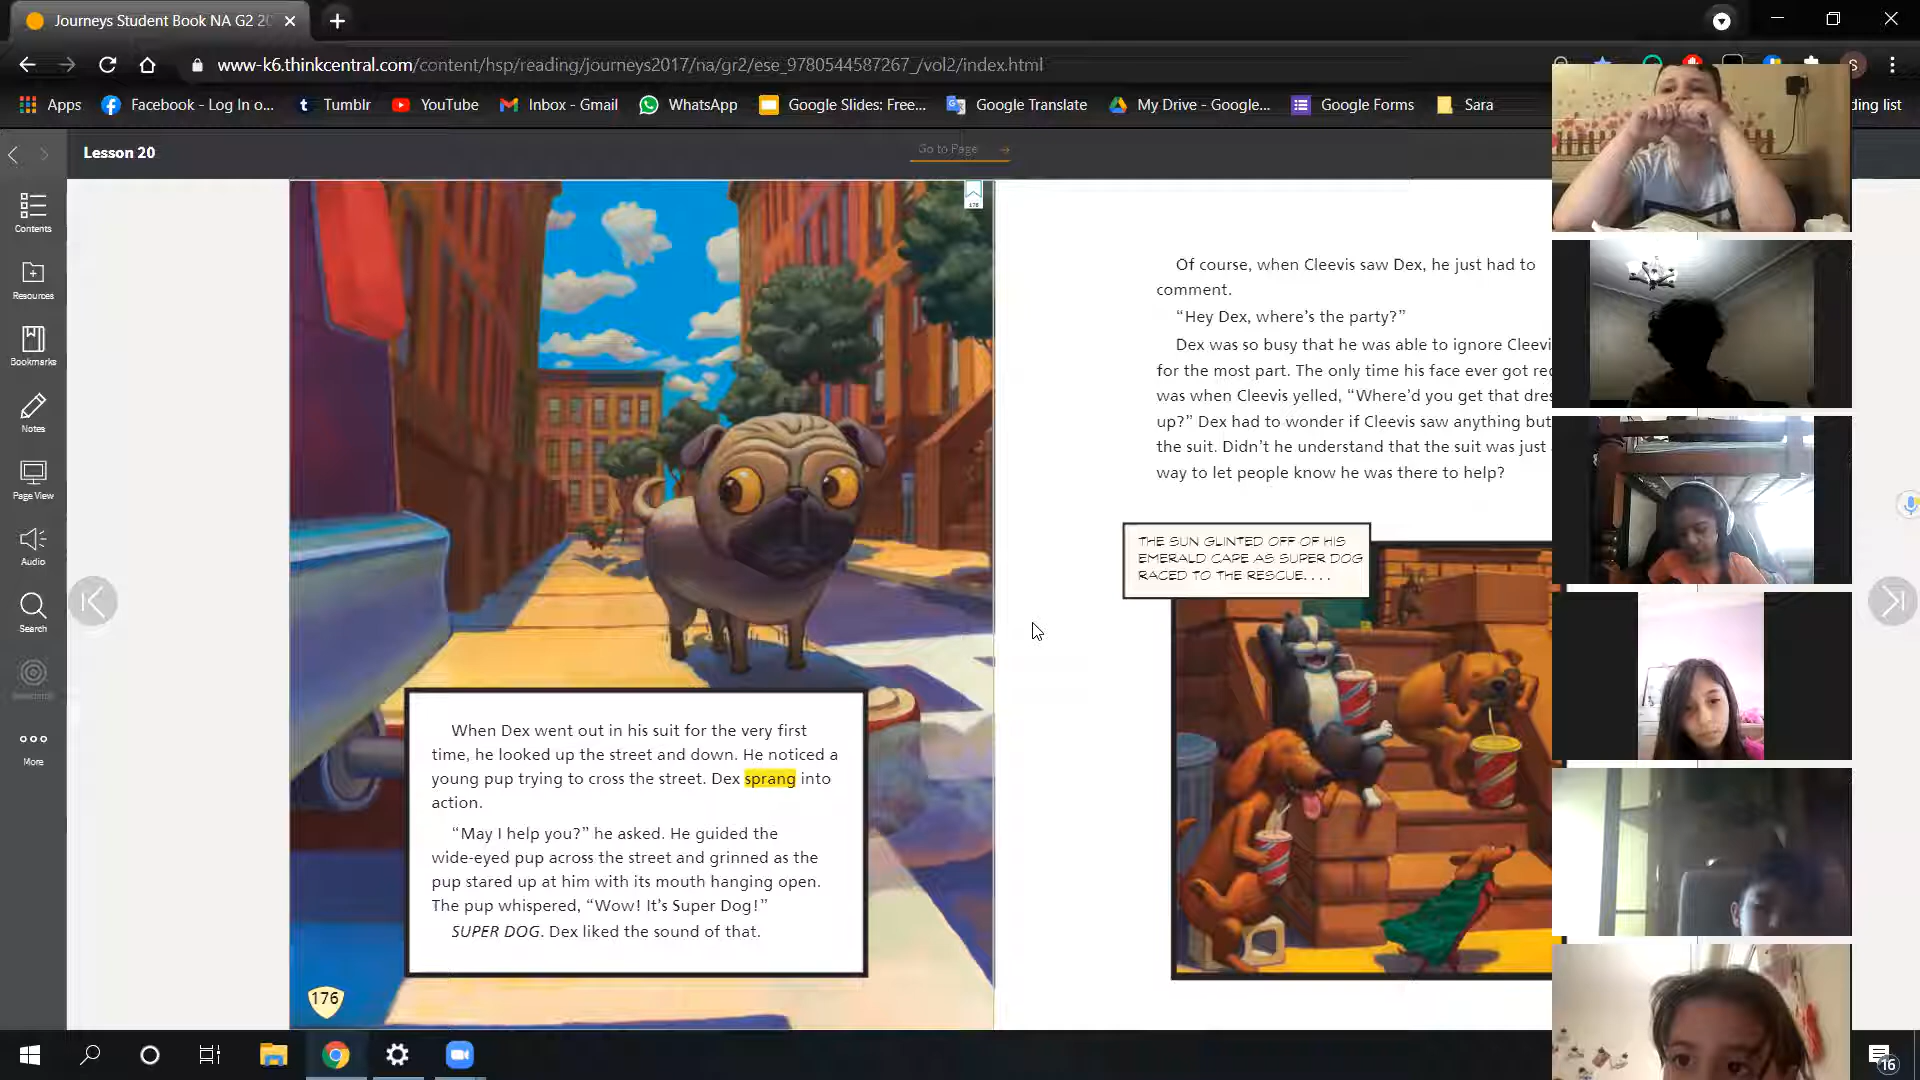 Journeys Student Book NA G2 20
www-k6.thinkcentral.com/content/hsp/reading/journeys2017/na/gr2/ese_9780544587267_/vol2/index.html
S
Apps
Facebook - Log In o...
Tumblr
YouTube
Inbox - Gmail
WhatsApp
Google Slides: Free...
Google Translate
My Drive - Google...
Google Forms
Sara
ding list
Lesson 20
Go to Page
Contents
Resources
Bookmarks
Notes
Page View
Audio
Search
More
178
When Dex went out in his suit for the very first
time, he looked up the street and down. He noticed a
young pup trying to cross the street. Dex sprang into
action.
“May I help you?” he asked. He guided the
wide-eyed pup across the street and grinned as the
pup stared up at him with its mouth hanging open.
The pup whispered, “Wow! It’s Super Dog!”
SUPER DOG. Dex liked the sound of that.
176
Of course, when Cleevis saw Dex, he just had to
comment.
“Hey Dex, where’s the party?”
Dex was so busy that he was able to ignore Cleevi
for the most part. The only time his face ever got re
was when Cleevis yelled, “Where’d you get that dres
up?” Dex had to wonder if Cleevis saw anything but
the suit. Didn’t he understand that the suit was just
way to let people know he was there to help?
THE SUN GLINTED OFF OF HIS
EMERALD CAPE AS SUPER DOG
RACED TO THE RESCUE. . . .
16